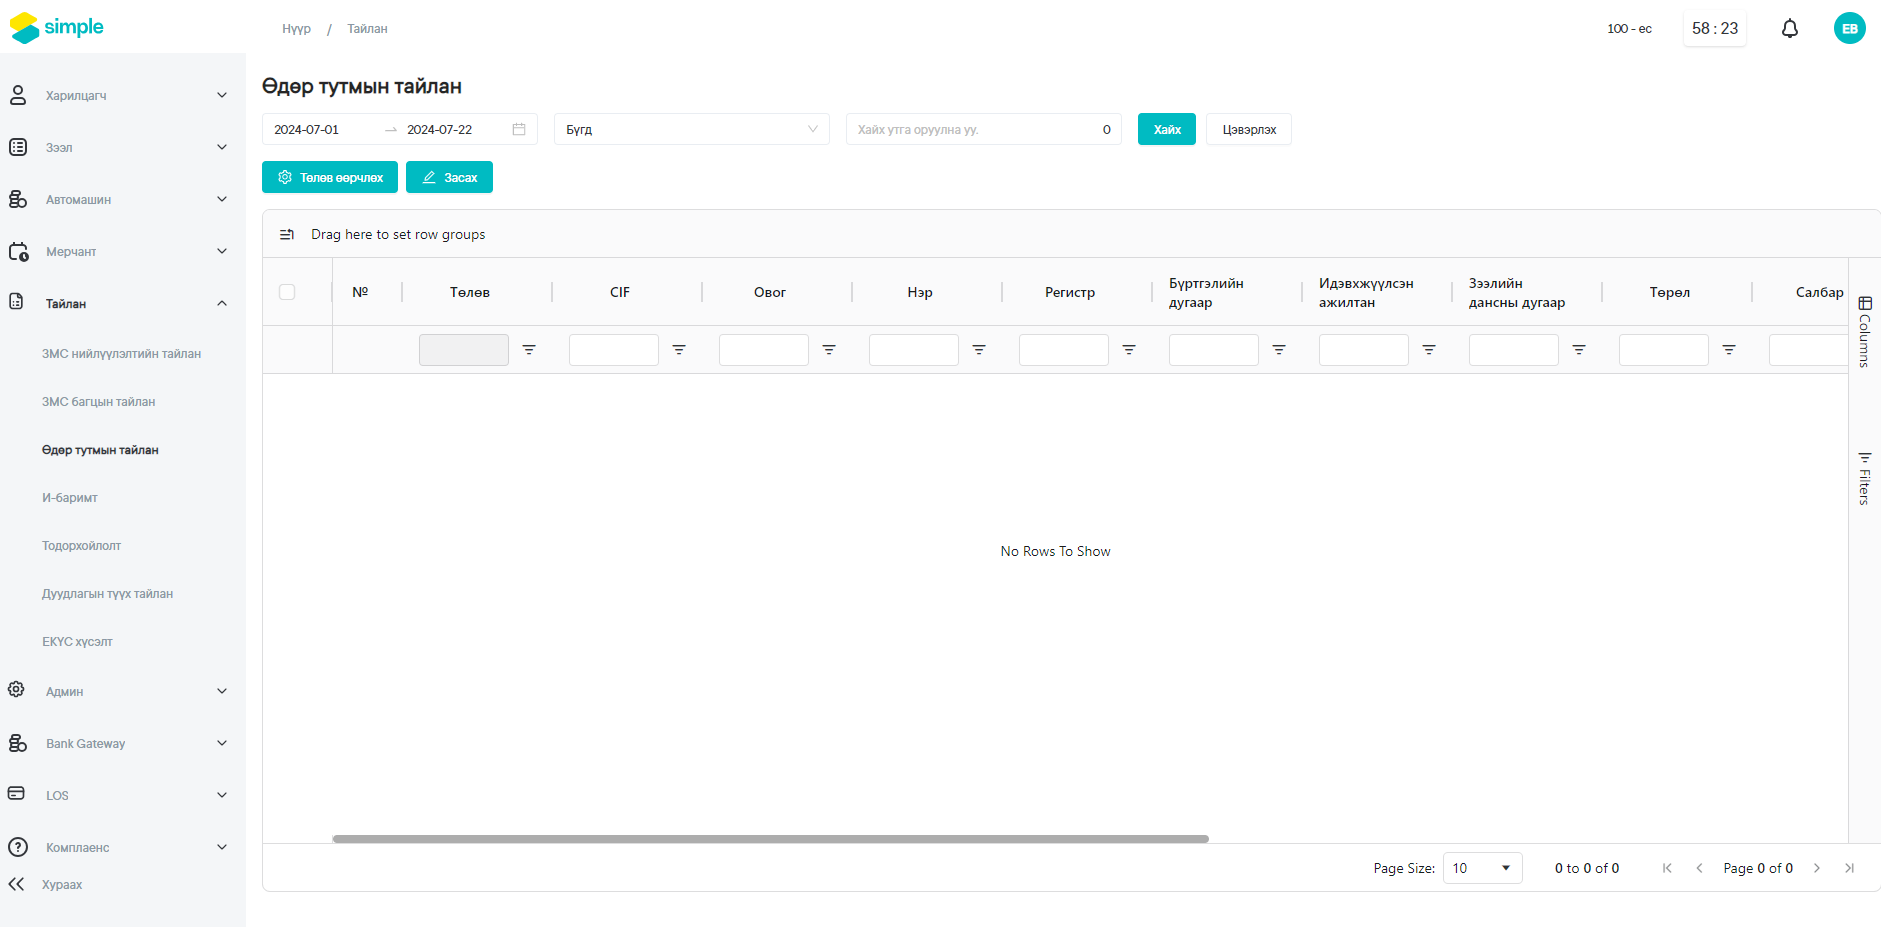 simple
Нүүр / Тайлан
100 - ес
58 : 23
EB
Харилцагч
Зээл
Автомашин
Мерчант
Тайлан
ЗМС нийлүүлэлтийн тайлан
ЗМС багцын тайлан
Өдөр тутмын тайлан
И-баримт
Тодорхойлолт
Дуудлагын түүх тайлан
ЕКҮС хүсэлт
Админ
Bank Gateway
LOS
Комплаенс
Хураах
Өдөр тутмын тайлан
2024-07-01 → 2024-07-22
Бүгд
Хайх утга оруулна уу. 0
Хайх
Цэвэрлэх
Төлөв өөрчлөх
Засах
Drag here to set row groups
№
Төлөв
CIF
Овог
Нэр
Регистр
Бүртгэлийн
дугаар
Идэвхжүүлсэн
ажилтан
Зээлийн
дансны дугаар
Төрөл
Салбар
Columns
Filters
No Rows To Show
Page Size: 10
0 to 0 of 0
Page 0 of 0